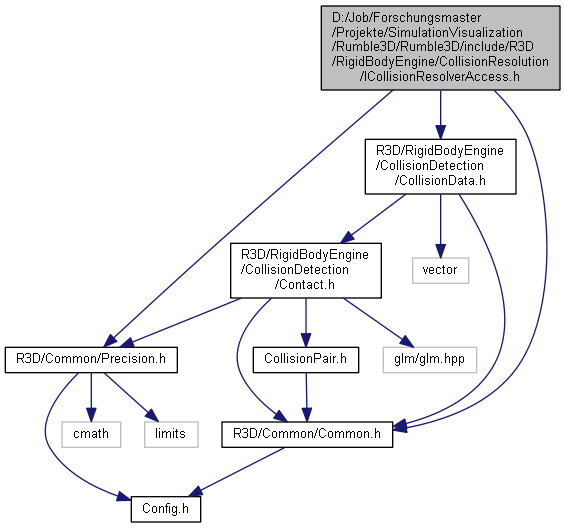 D:/Job/Forschungsmaster
/Projekte/SimulationVisualization
/Rumble3D/Rumble3D/include/R3D
/RigidBodyEngine/CollisionResolution
/ICollisionResolverAccess.h
R3D/RigidBodyEngine
/CollisionDetection
/CollisionData.h
R3D/RigidBodyEngine
/CollisionDetection
/Contact.h
vector
R3D/Common/Precision.h
CollisionPair.h
glm/glm.hpp
cmath
limits
R3D/Common/Common.h
Config.h